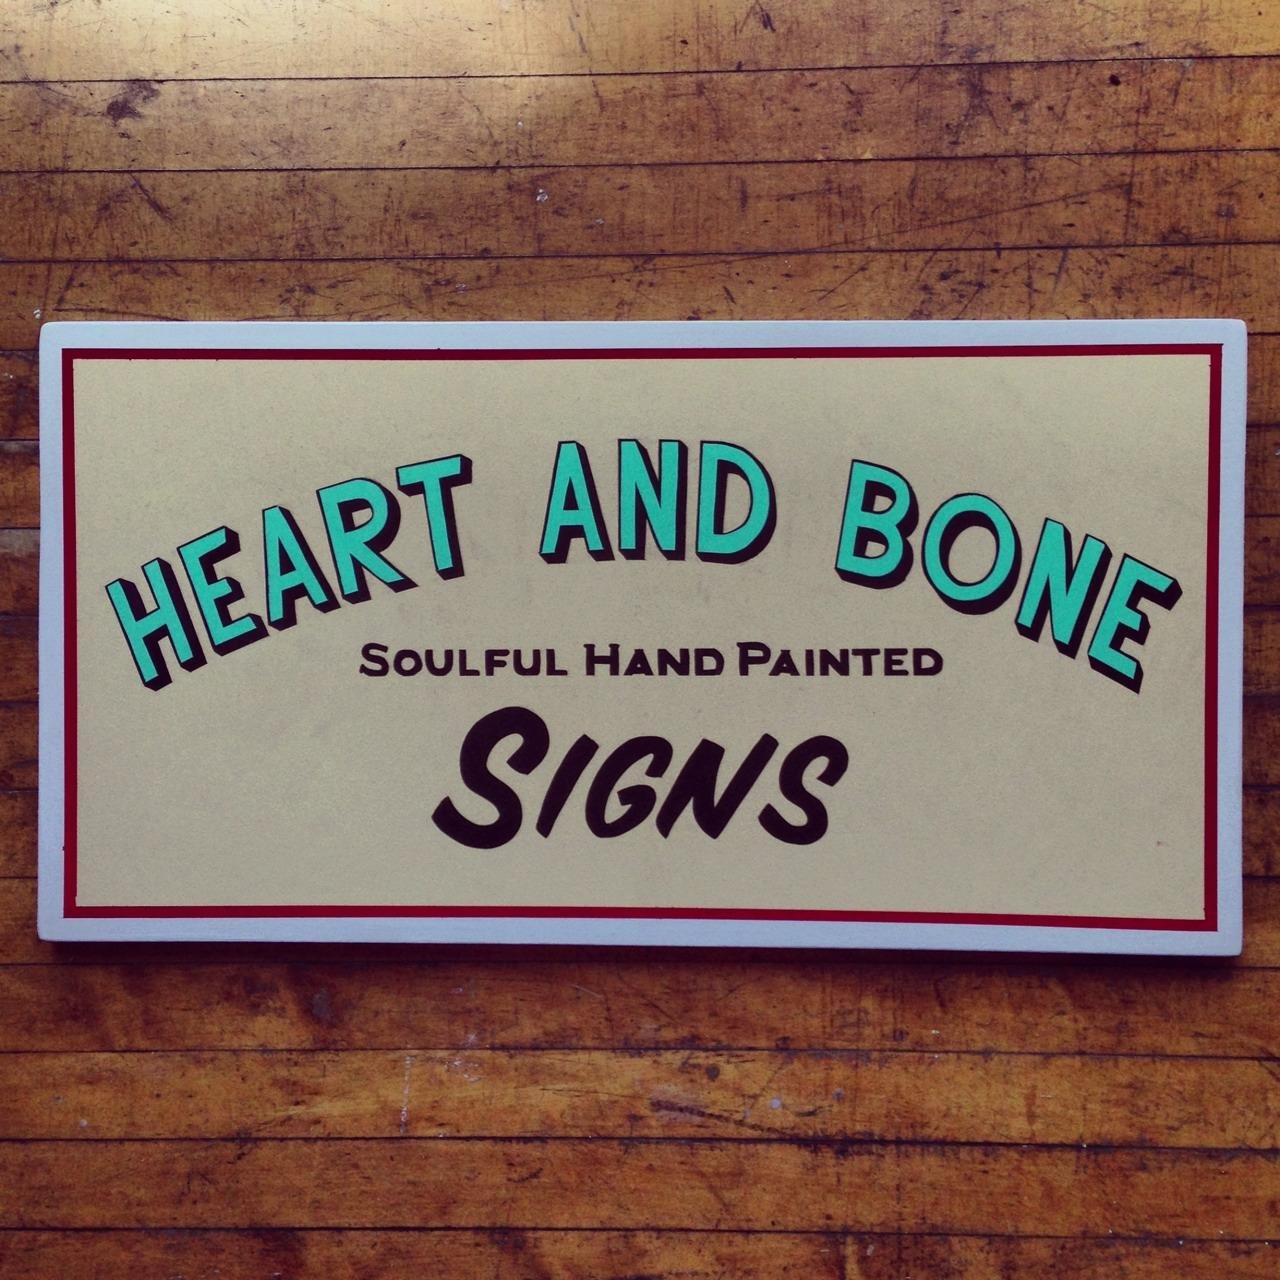 HEART AND BONE
SOULFUL HAND PAINTED
SIGNS